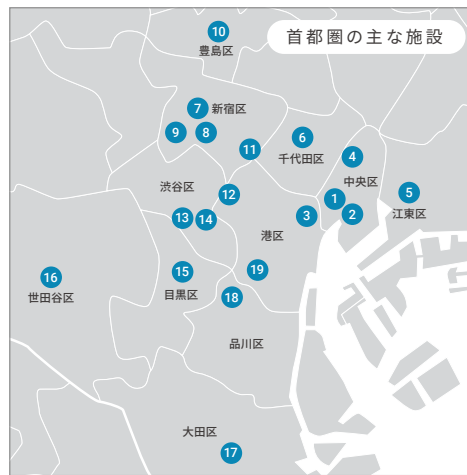 首都圏の主な施設
10
豊島区
7
新宿区
9
8
11
6
千代田区
4
中央区
5
江東区
渋谷区
12
1
2
3
13
14
港区
15
目黒区
19
18
16
世田谷区
品川区
大田区
17